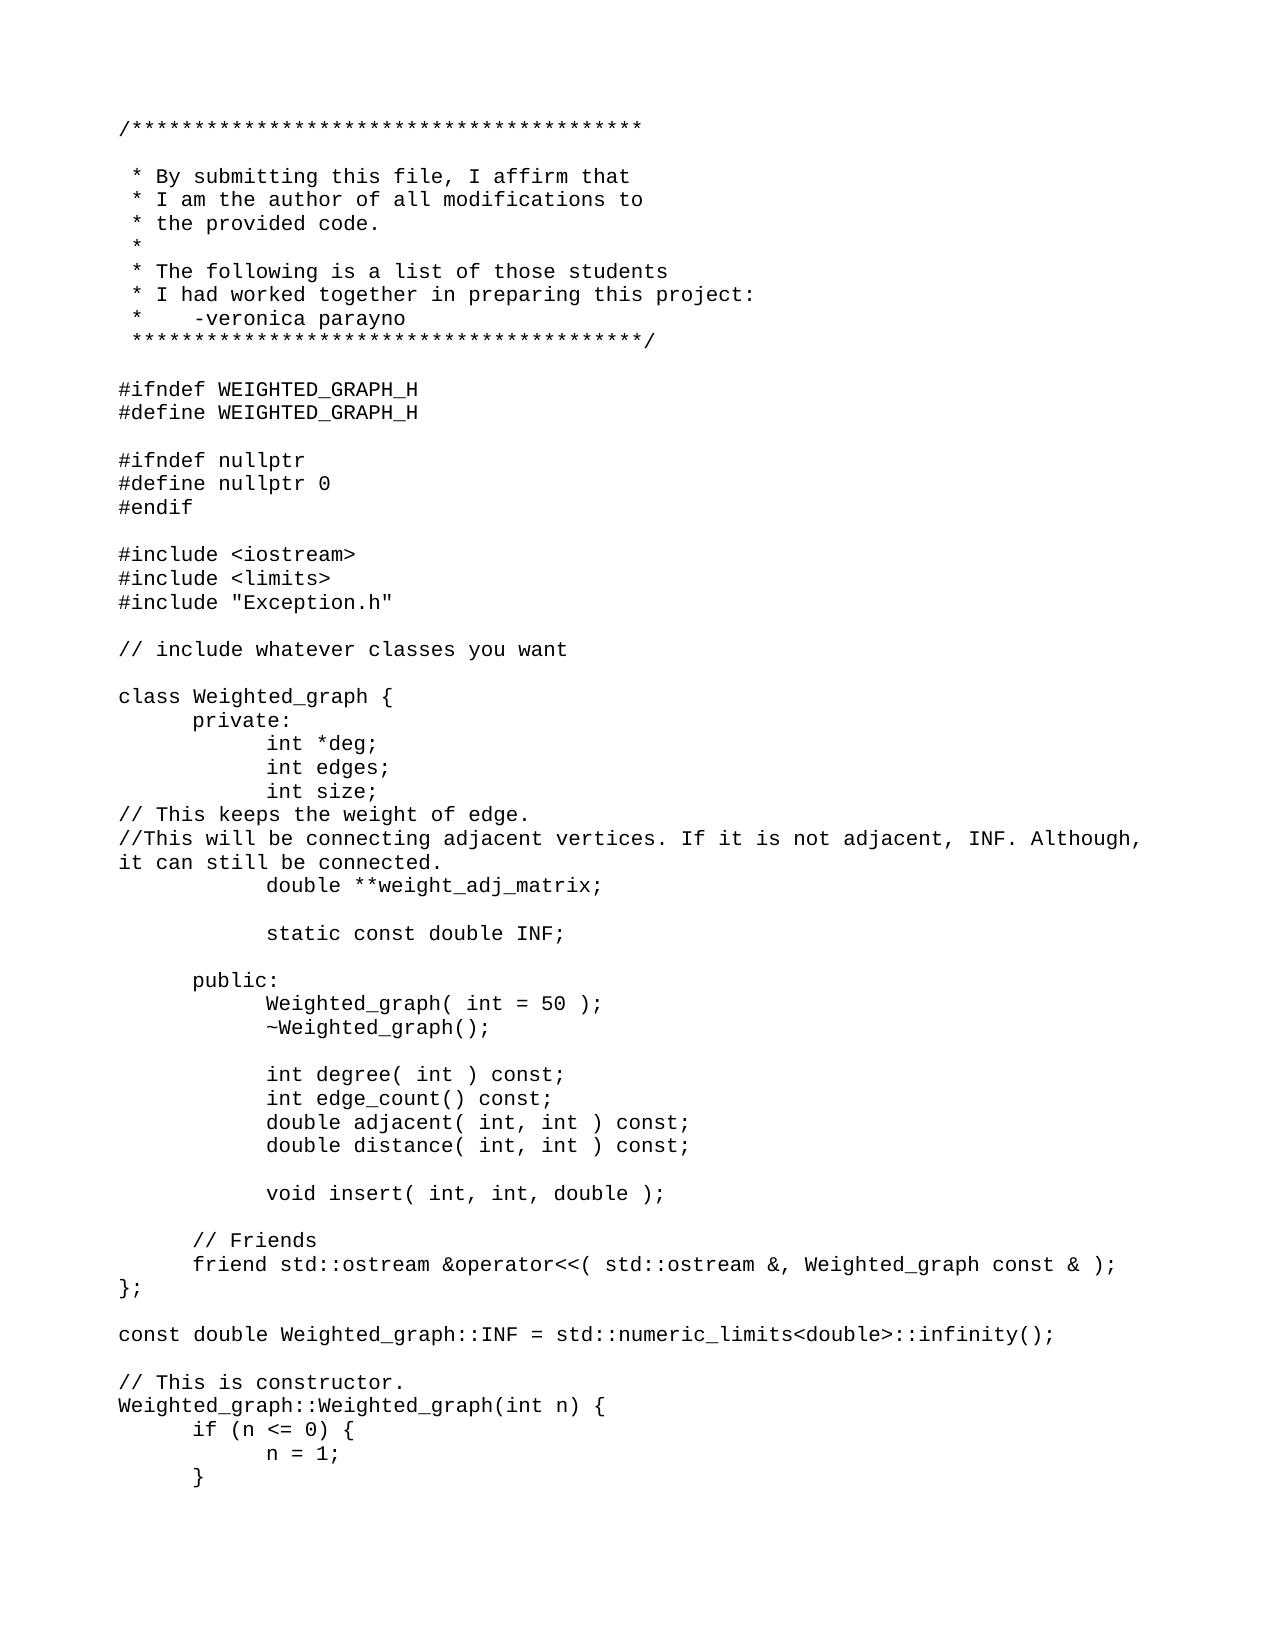 /*****************************************
 * By submitting this file, I affirm that
 * I am the author of all modifications to
 * the provided code.
 *
 * The following is a list of those students
 * I had worked together in preparing this project:
 *    -veronica parayno
 *****************************************/
#ifndef WEIGHTED_GRAPH_H
#define WEIGHTED_GRAPH_H
#ifndef nullptr
#define nullptr 0
#endif
#include <iostream>
#include <limits>
#include "Exception.h"
// include whatever classes you want
class Weighted_graph {
      private:
            int *deg;
            int edges;
            int size;
// This keeps the weight of edge.
//This will be connecting adjacent vertices. If it is not adjacent, INF. Although,
it can still be connected.
            double **weight_adj_matrix;
            static const double INF;
      public:
            Weighted_graph( int = 50 );
            ~Weighted_graph();
            int degree( int ) const;
            int edge_count() const;
            double adjacent( int, int ) const;
            double distance( int, int ) const;
            void insert( int, int, double );
      // Friends
      friend std::ostream &operator<<( std::ostream &, Weighted_graph const & );
};
const double Weighted_graph::INF = std::numeric_limits<double>::infinity();
// This is constructor.
Weighted_graph::Weighted_graph(int n) {
      if (n <= 0) {
            n = 1;
      }